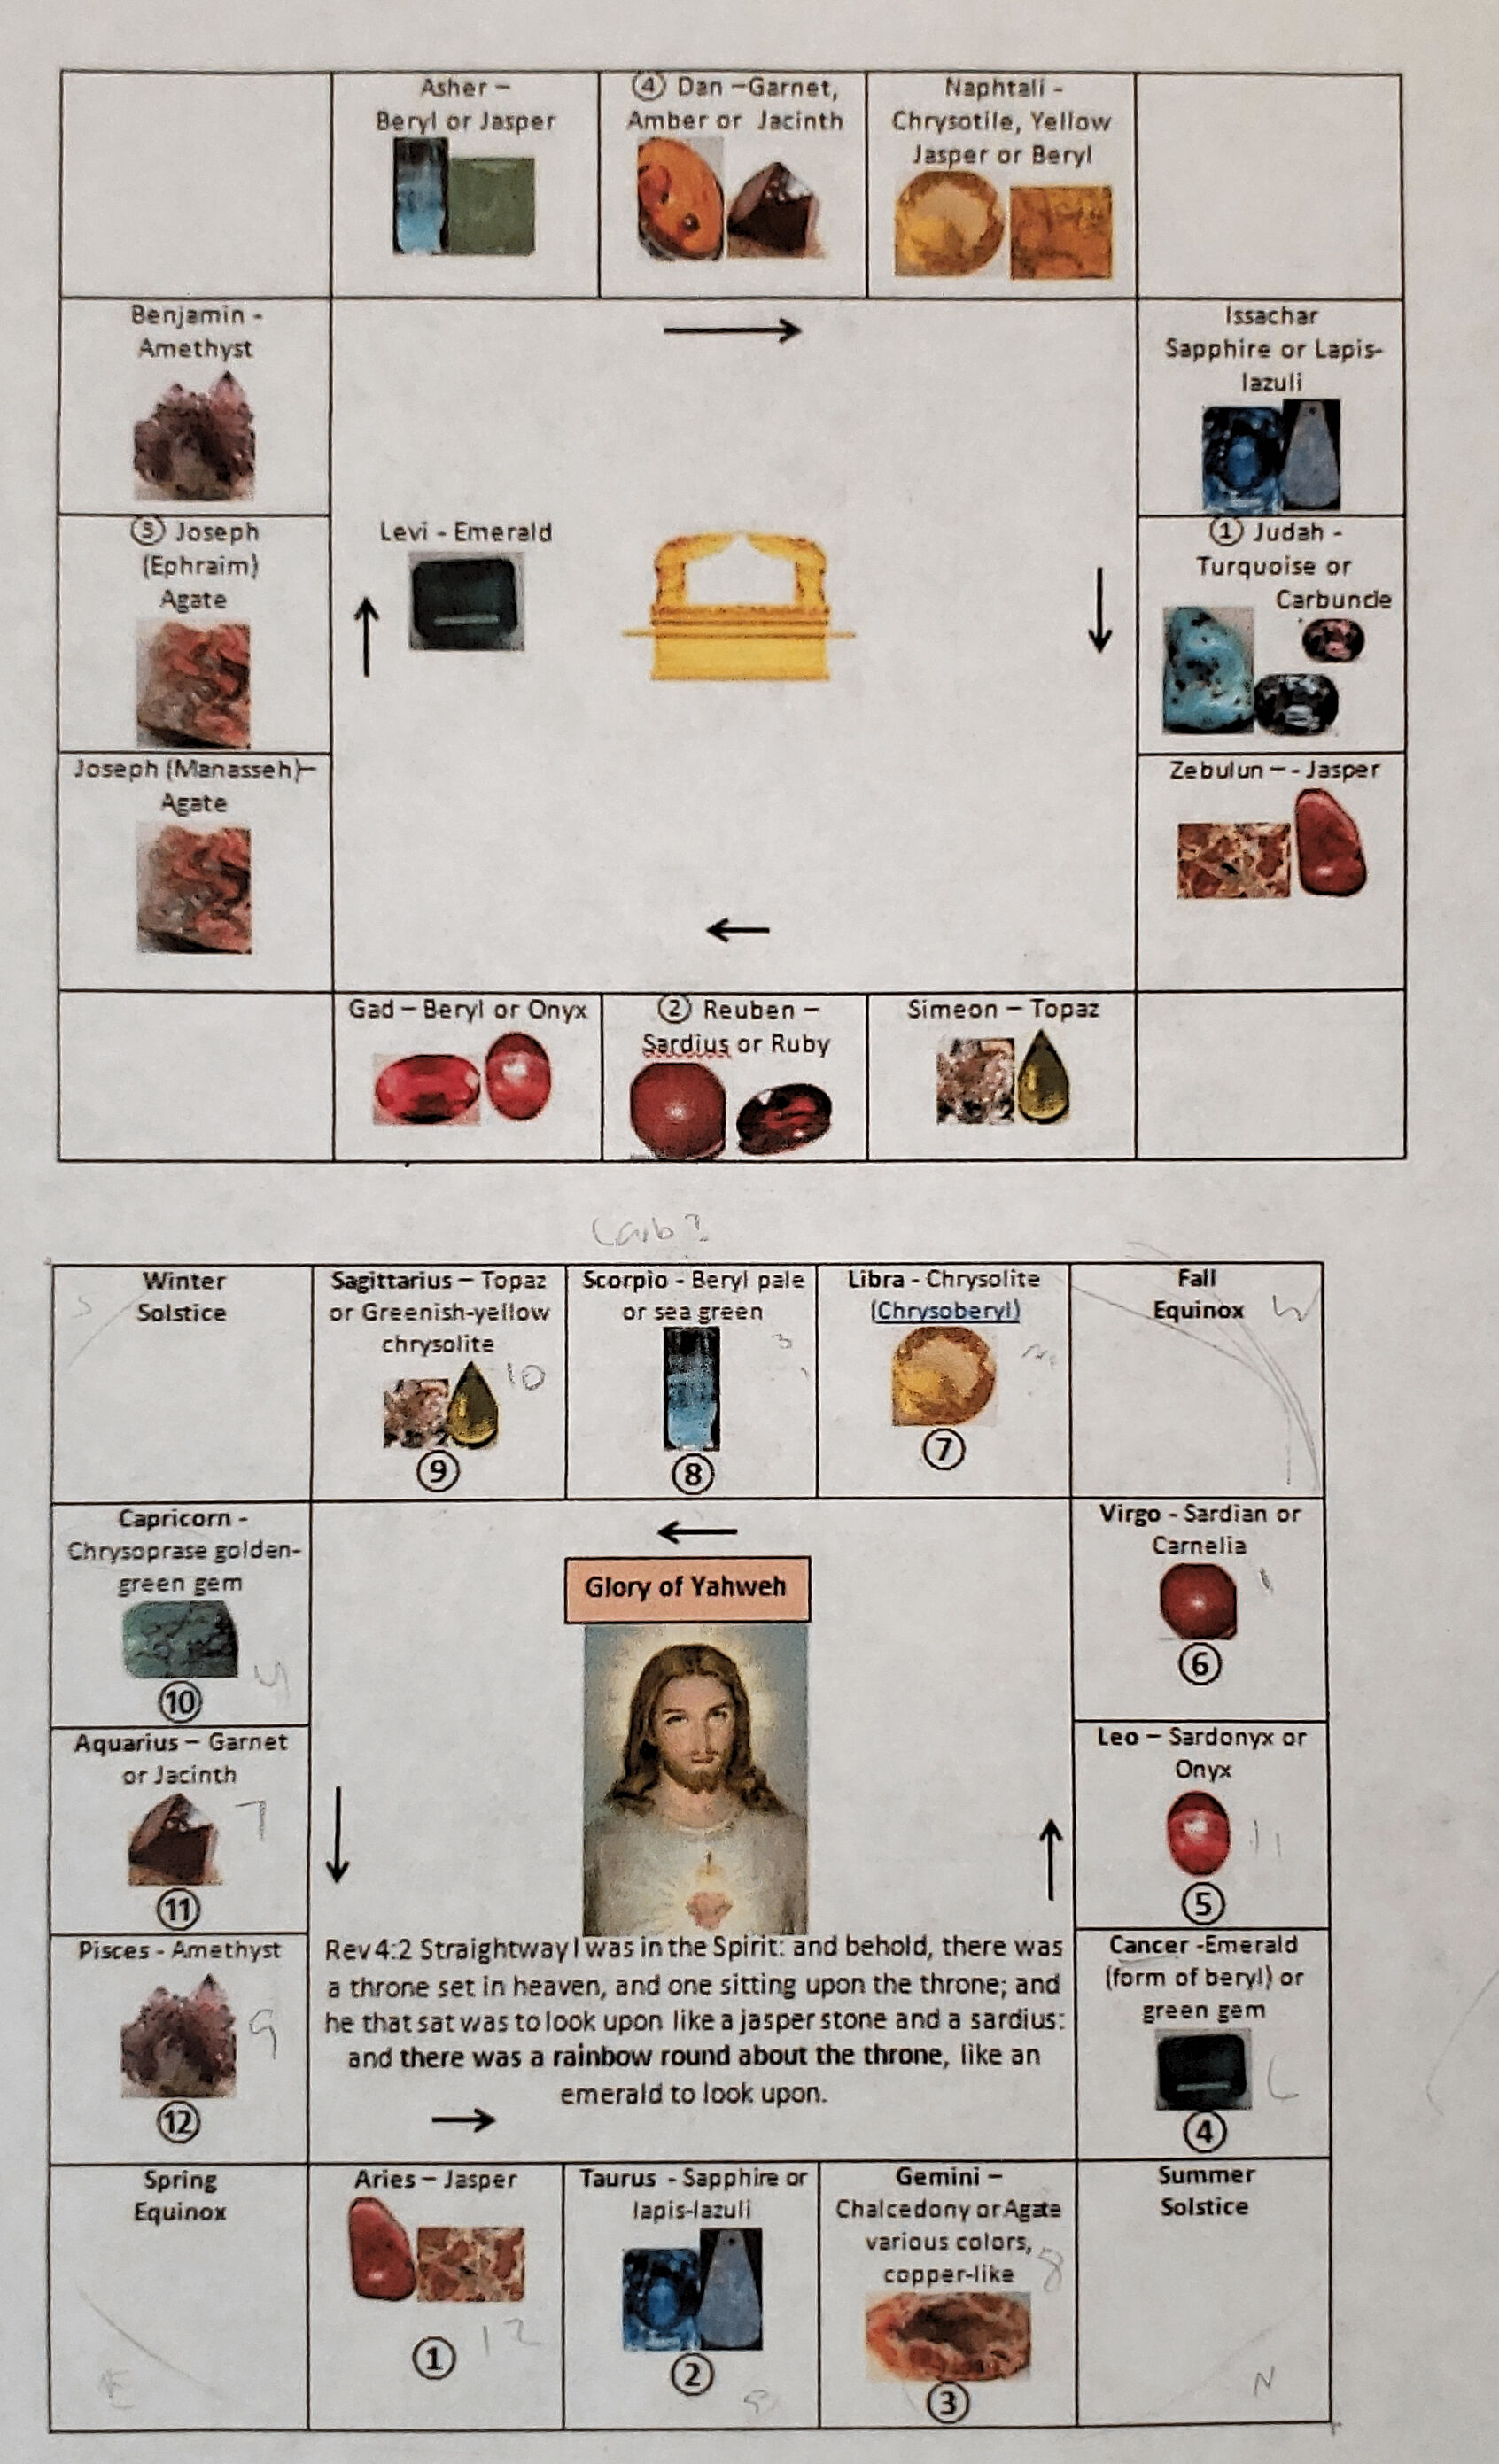 Asher –
Beryl or Jasper
④ Dan –Garnet,
Amber or Jacinth
Naphtali -
Chrysotile, Yellow
Jasper or Beryl
Benjamin -
Amethyst
Issachar
Sapphire or Lapis-
lazuli
③ Joseph
(Ephraim)
Agate
Levi - Emerald
① Judah -
Turquoise or
Carbuncle
Joseph (Manasseh)–
Agate
Zebulun – - Jasper
Gad – Beryl or Onyx
② Reuben –
Sardius or Ruby
Simeon – Topaz
Carb?
Winter
Solstice
Sagittarius – Topaz
or Greenish-yellow
chrysolite
10
⑨
Scorpio - Beryl pale
or sea green
3
⑧
Libra - Chrysolite
(Chrysoberyl)
⑦
Fall
Equinox
W
Capricorn -
Chrysoprase golden-
green gem
⑩
Glory of Yahweh
Virgo - Sardian or
Carnelia
1
⑥
Aquarius – Garnet
or Jacinth
7
⑪
Leo – Sardonyx or
Onyx
11
⑤
Pisces - Amethyst
9
⑫
Rev 4:2 Straightway I was in the Spirit: and behold, there was
a throne set in heaven, and one sitting upon the throne; and
he that sat was to look upon like a jasper stone and a sardius:
and there was a rainbow round about the throne, like an
emerald to look upon.
Cancer -Emerald
(form of beryl) or
green gem
④
Spring
Equinox
E
Aries – Jasper
12
①
Taurus - Sapphire or
lapis-lazuli
②
Gemini –
Chalcedony or Agate
various colors,
copper-like
8
③
Summer
Solstice
N